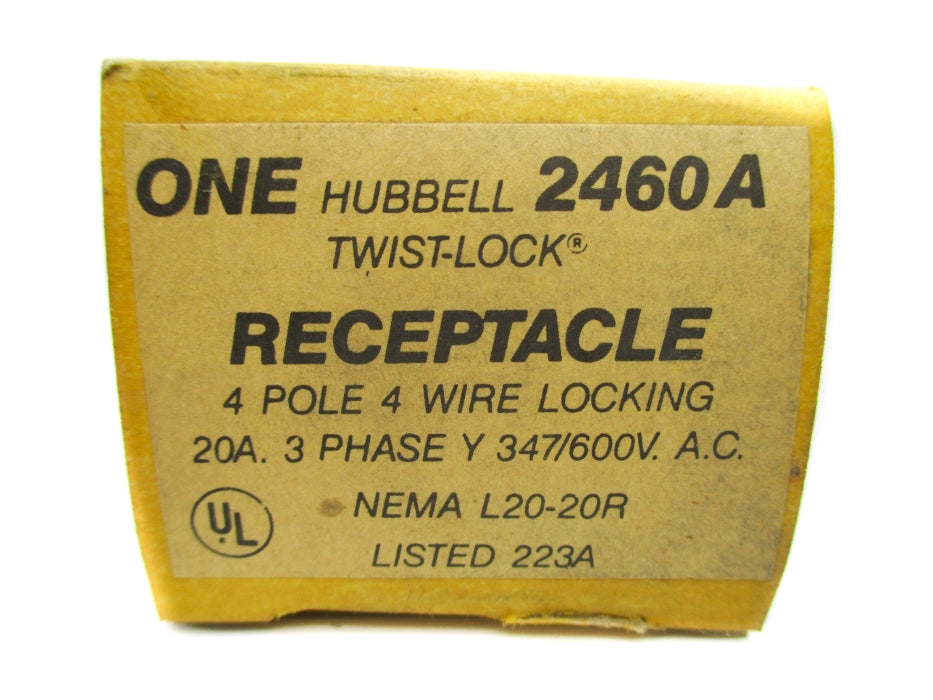 ONE HUBBELL 2460A
TWIST-LOCK®
RECEPTACLE
4 POLE 4 WIRE LOCKING
20A. 3 PHASE Y 347/600V. A.C.
UL NEMA L20-20R
LISTED 223A